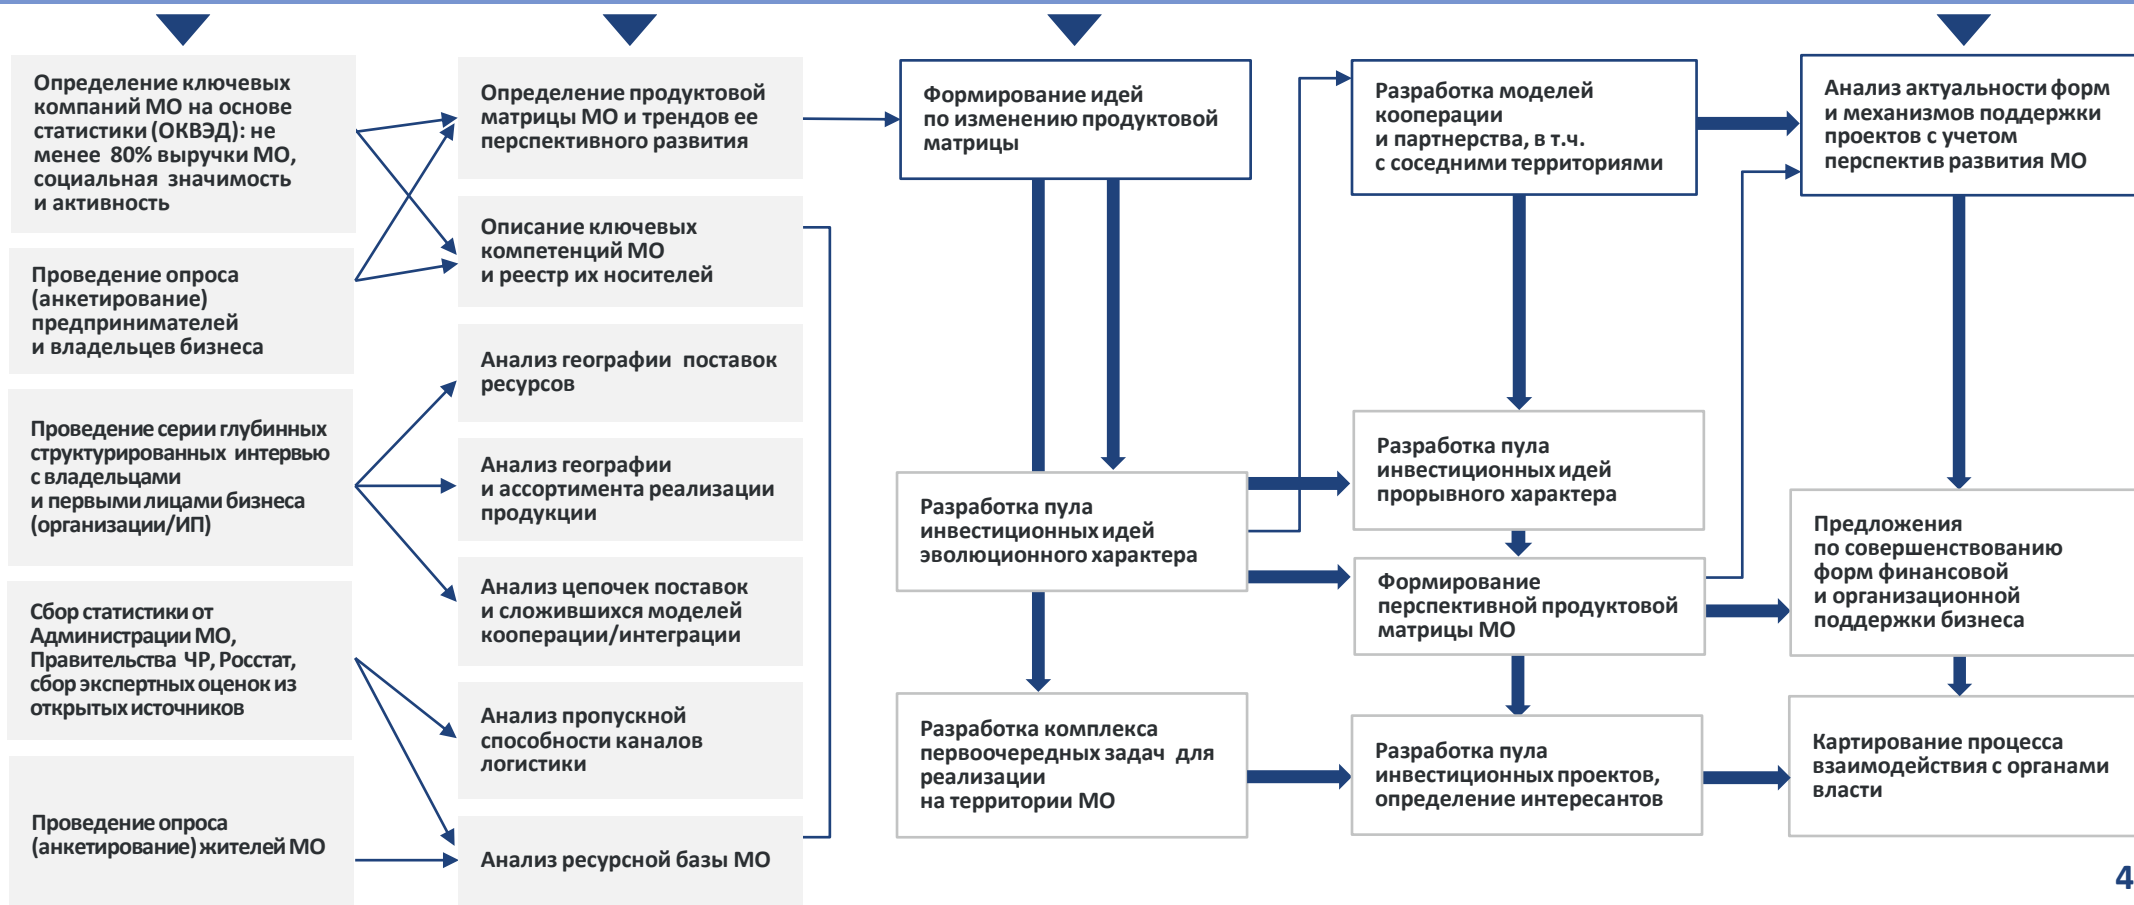 Определение ключевых
компаний МО на основе
статистики (ОКВЭД): не
менее 80% выручки МО,
социальная значимость
и активность
Проведение опроса
(анкетирование)
предпринимателей
и владельцев бизнеса
Проведение серии глубинных
структурированных интервью
с владельцами
и первыми лицами бизнеса
(организации/ИП)
Сбор статистики от
Администрации МО,
Правительства ЧР, Росстат,
сбор экспертных оценок из
открытых источников
Проведение опроса
(анкетирование) жителей МО
Определение продуктовой
матрицы МО и трендов ее
перспективного развития
Описание ключевых
компетенций МО
и реестр их носителей
Анализ географии поставок
ресурсов
Анализ географии
и ассортимента реализации
продукции
Анализ цепочек поставок
и сложившихся моделей
кооперации/интеграции
Анализ пропускной
способности каналов
логистики
Анализ ресурсной базы МО
Формирование идей
по изменению продуктовой
матрицы
Разработка пула
инвестиционных идей
эволюционного характера
Разработка комплекса
первоочередных задач для
реализации
на территории МО
Разработка моделей
кооперации
и партнерства, в т.ч.
с соседними территориями
Разработка пула
инвестиционных идей
прорывного характера
Формирование
перспективной продуктовой
матрицы МО
Разработка пула
инвестиционных проектов,
определение интересантов
Анализ актуальности форм
и механизмов поддержки
проектов с учетом
перспектив развития МО
Предложения
по совершенствованию
форм финансовой
и организационной
поддержки бизнеса
Картирование процесса
взаимодействия с органами
власти
4